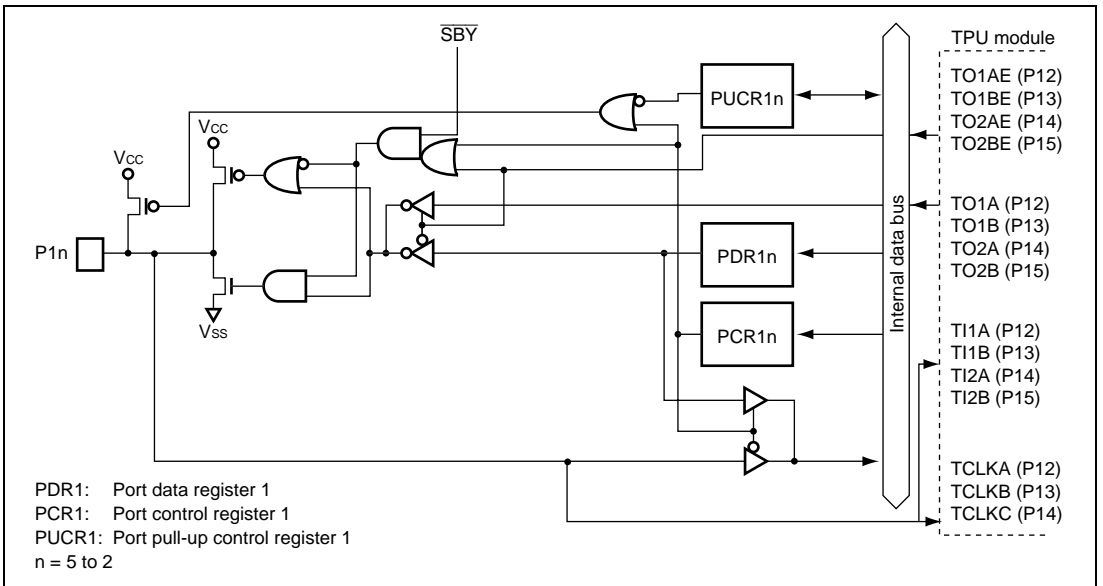 SBY
TPU module
TO1AE (P12)
TO1BE (P13)
TO2AE (P14)
TO2BE (P15)
PUCR1n
VCC
VCC
TO1A (P12)
TO1B (P13)
TO2A (P14)
TO2B (P15)
P1n
PDR1n
Internal data bus
VSS
PCR1n
TI1A (P12)
TI1B (P13)
TI2A (P14)
TI2B (P15)
TCLKA (P12)
TCLKB (P13)
TCLKC (P14)
PDR1: Port data register 1
PCR1: Port control register 1
PUCR1: Port pull-up control register 1
n = 5 to 2